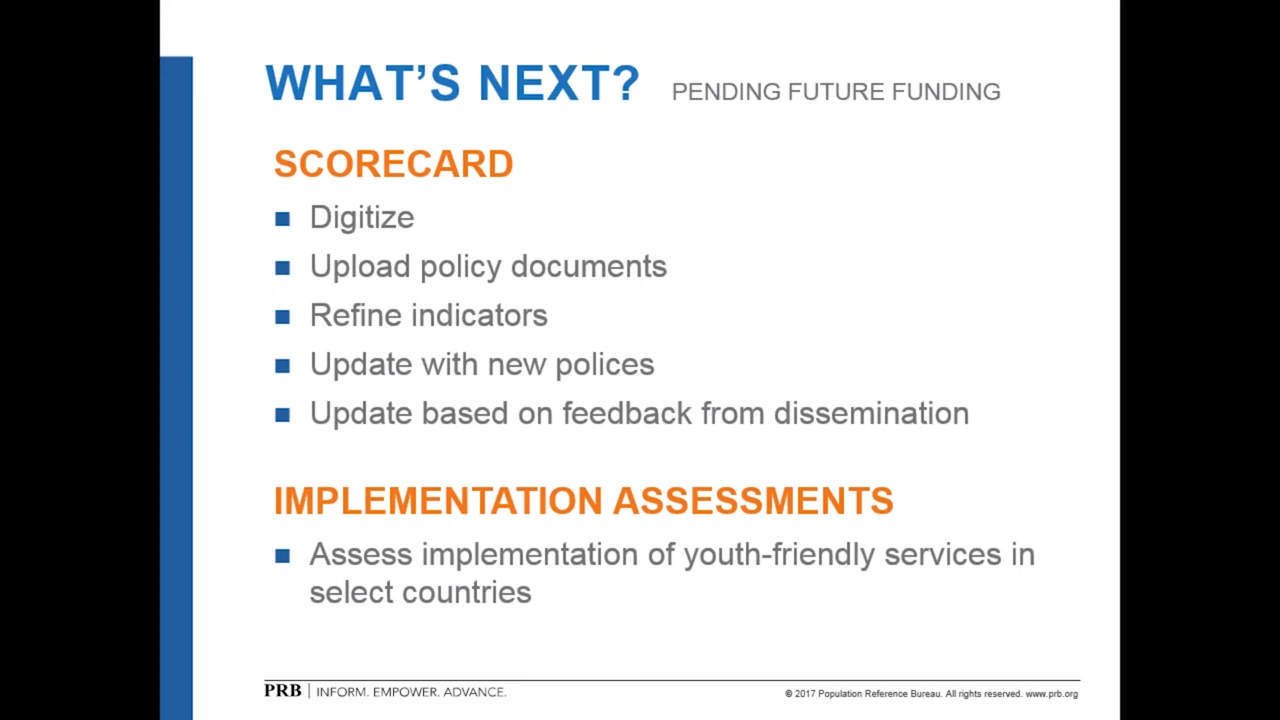 WHAT’S NEXT? PENDING FUTURE FUNDING
SCORECARD
■ Digitize
■ Upload policy documents
■ Refine indicators
■ Update with new polices
■ Update based on feedback from dissemination
IMPLEMENTATION ASSESSMENTS
■ Assess implementation of youth-friendly services in
select countries
PRB | INFORM. EMPOWER. ADVANCE.
© 2017 Population Reference Bureau. All rights reserved. www.prb.org